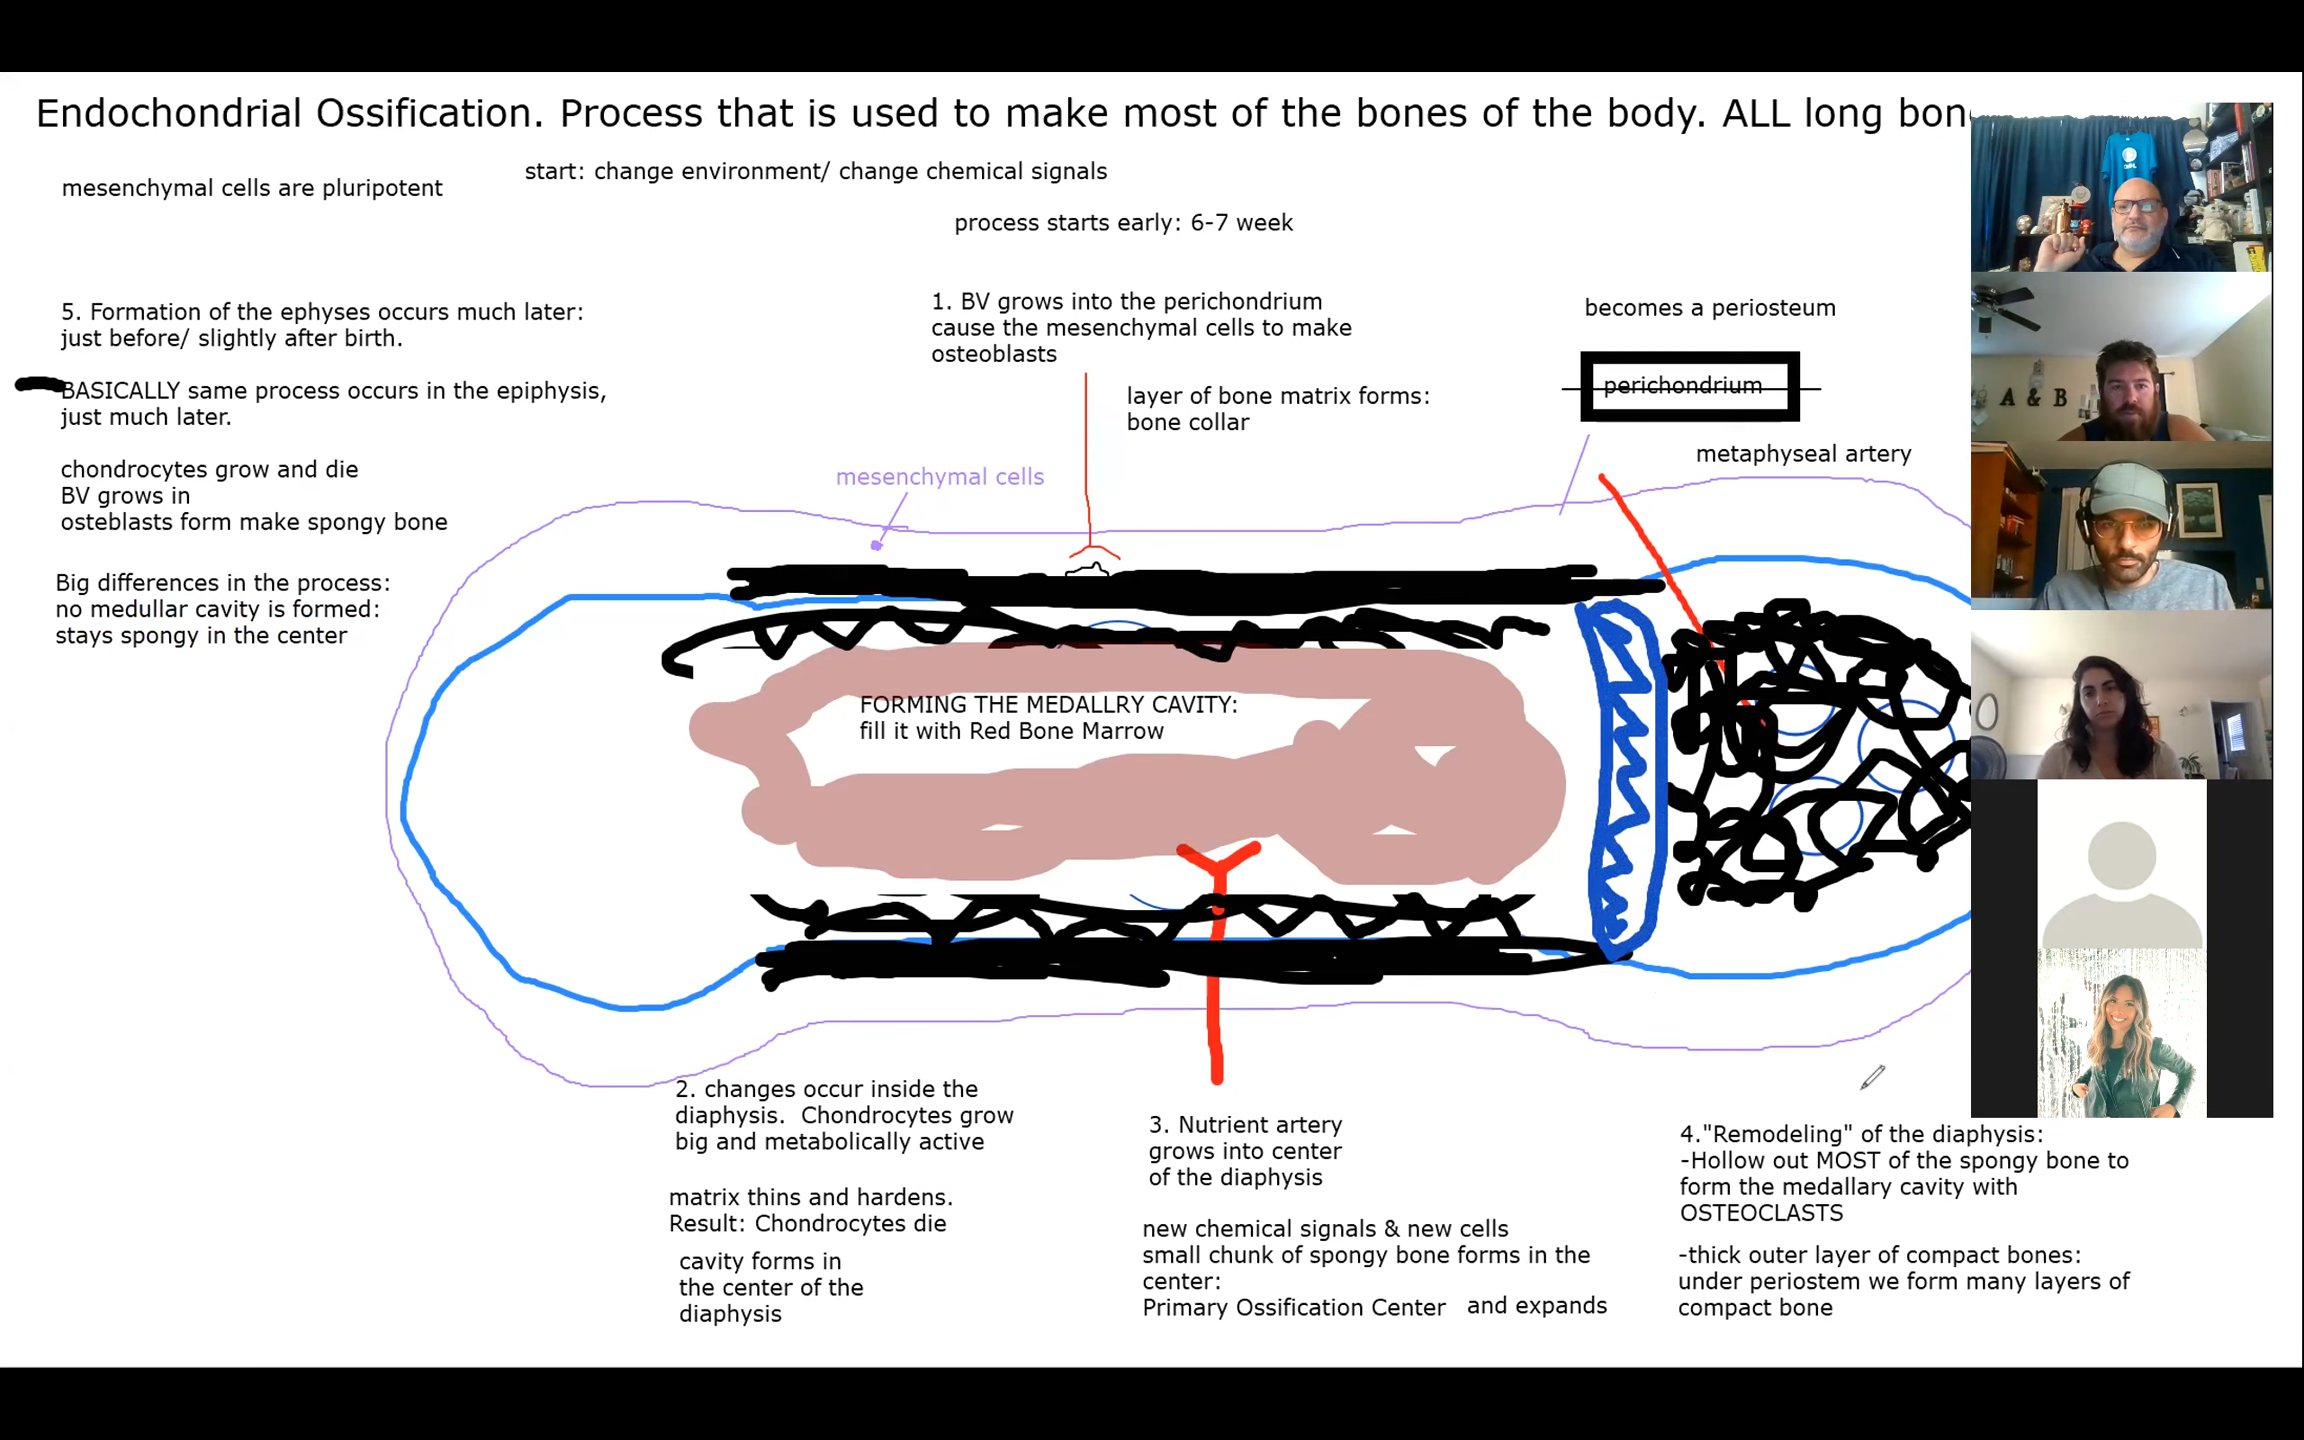 Endochondrial Ossification. Process that is used to make most of the bones of the body. ALL long
mesenchymal cells are pluripotent
start: change environment/ change chemical signals
process starts early: 6-7 week
5. Formation of the ephyses occurs much later:
just before/ slightly after birth.
BASICALLY same process occurs in the epiphysis,
just much later.
chondrocytes grow and die
BV grows in
osteblasts form make spongy bone
Big differences in the process:
no medullar cavity is formed:
stays spongy in the center
1. BV grows into the perichondrium
cause the mesenchymal cells to make
osteoblasts
layer of bone matrix forms:
bone collar
mesenchymal cells
becomes a periosteum
perichondrium
metaphyseal artery
A & B
FORMING THE MEDALLRY CAVITY:
fill it with Red Bone Marrow
2. changes occur inside the
diaphysis. Chondrocytes grow
big and metabolically active
matrix thins and hardens.
Result: Chondrocytes die
cavity forms in
the center of the
diaphysis
3. Nutrient artery
grows into center
of the diaphysis
new chemical signals & new cells
small chunk of spongy bone forms in the
center:
Primary Ossification Center and expands
4."Remodeling" of the diaphysis:
-Hollow out MOST of the spongy bone to
form the medallary cavity with
OSTEOCLASTS
-thick outer layer of compact bones:
under periostem we form many layers of
compact bone